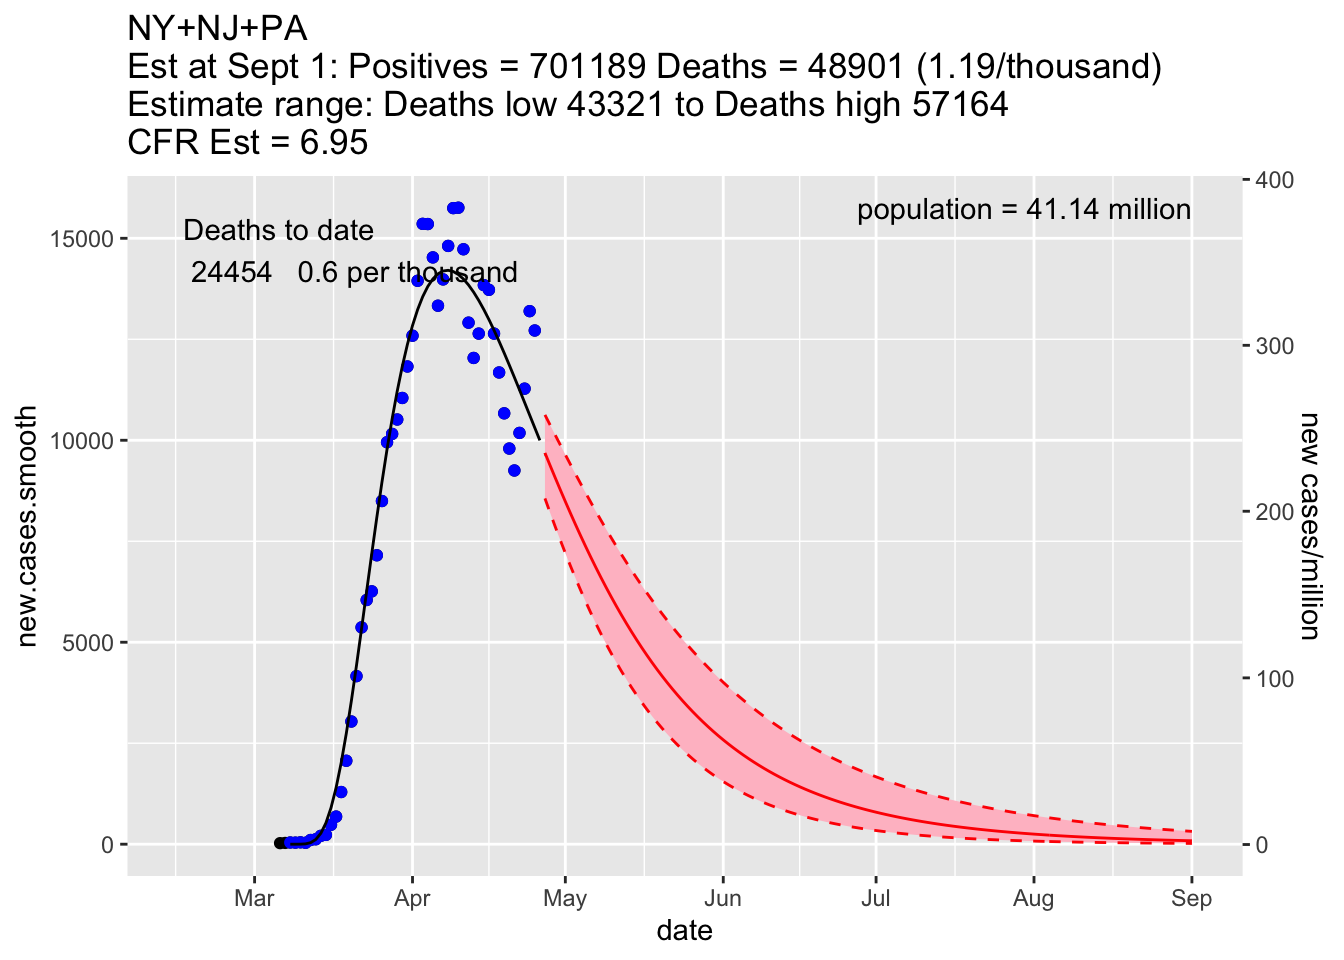 NY+NJ+PA
Est at Sept 1: Positives = 701189 Deaths = 48901 (1.19/thousand)
Estimate range: Deaths low 43321 to Deaths high 57164
CFR Est = 6.95
Deaths to date
24454 0.6 per thousand
population = 41.14 million
new.cases.smooth
15000
10000
5000
0
400
300
200
100
0
new cases/million
Mar Apr May Jun Jul Aug Sep
date